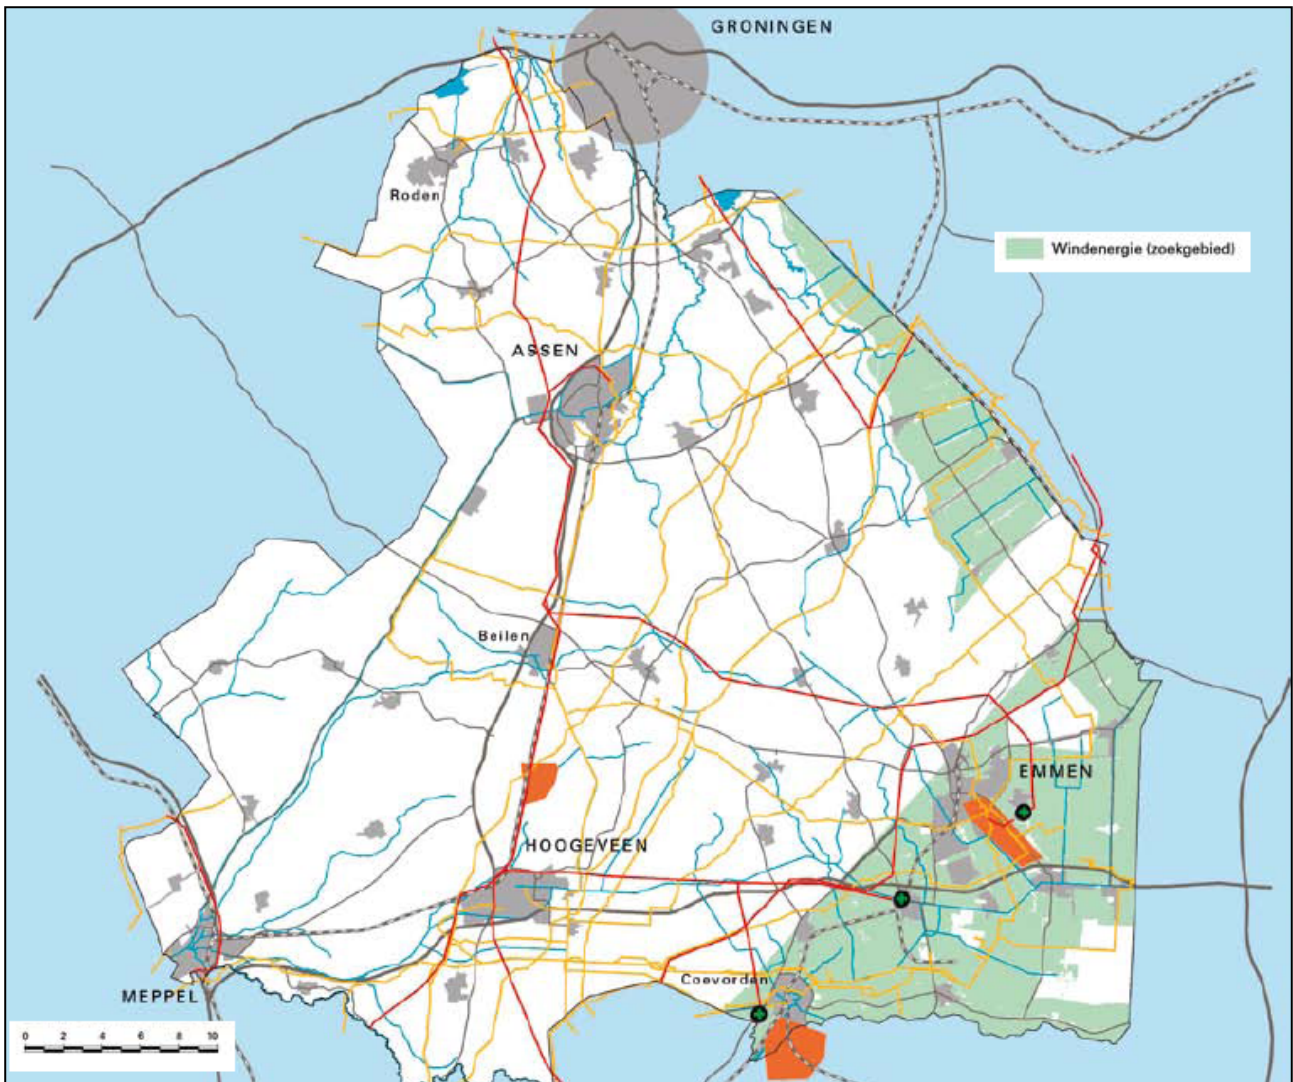 GRONINGEN
Roden
Windenergie (zoekgebied)
ASSEN
Beilen
EMMEN
HOOGEVEEN
Coevorden
MEPPEL
0 2 4 6 8 10